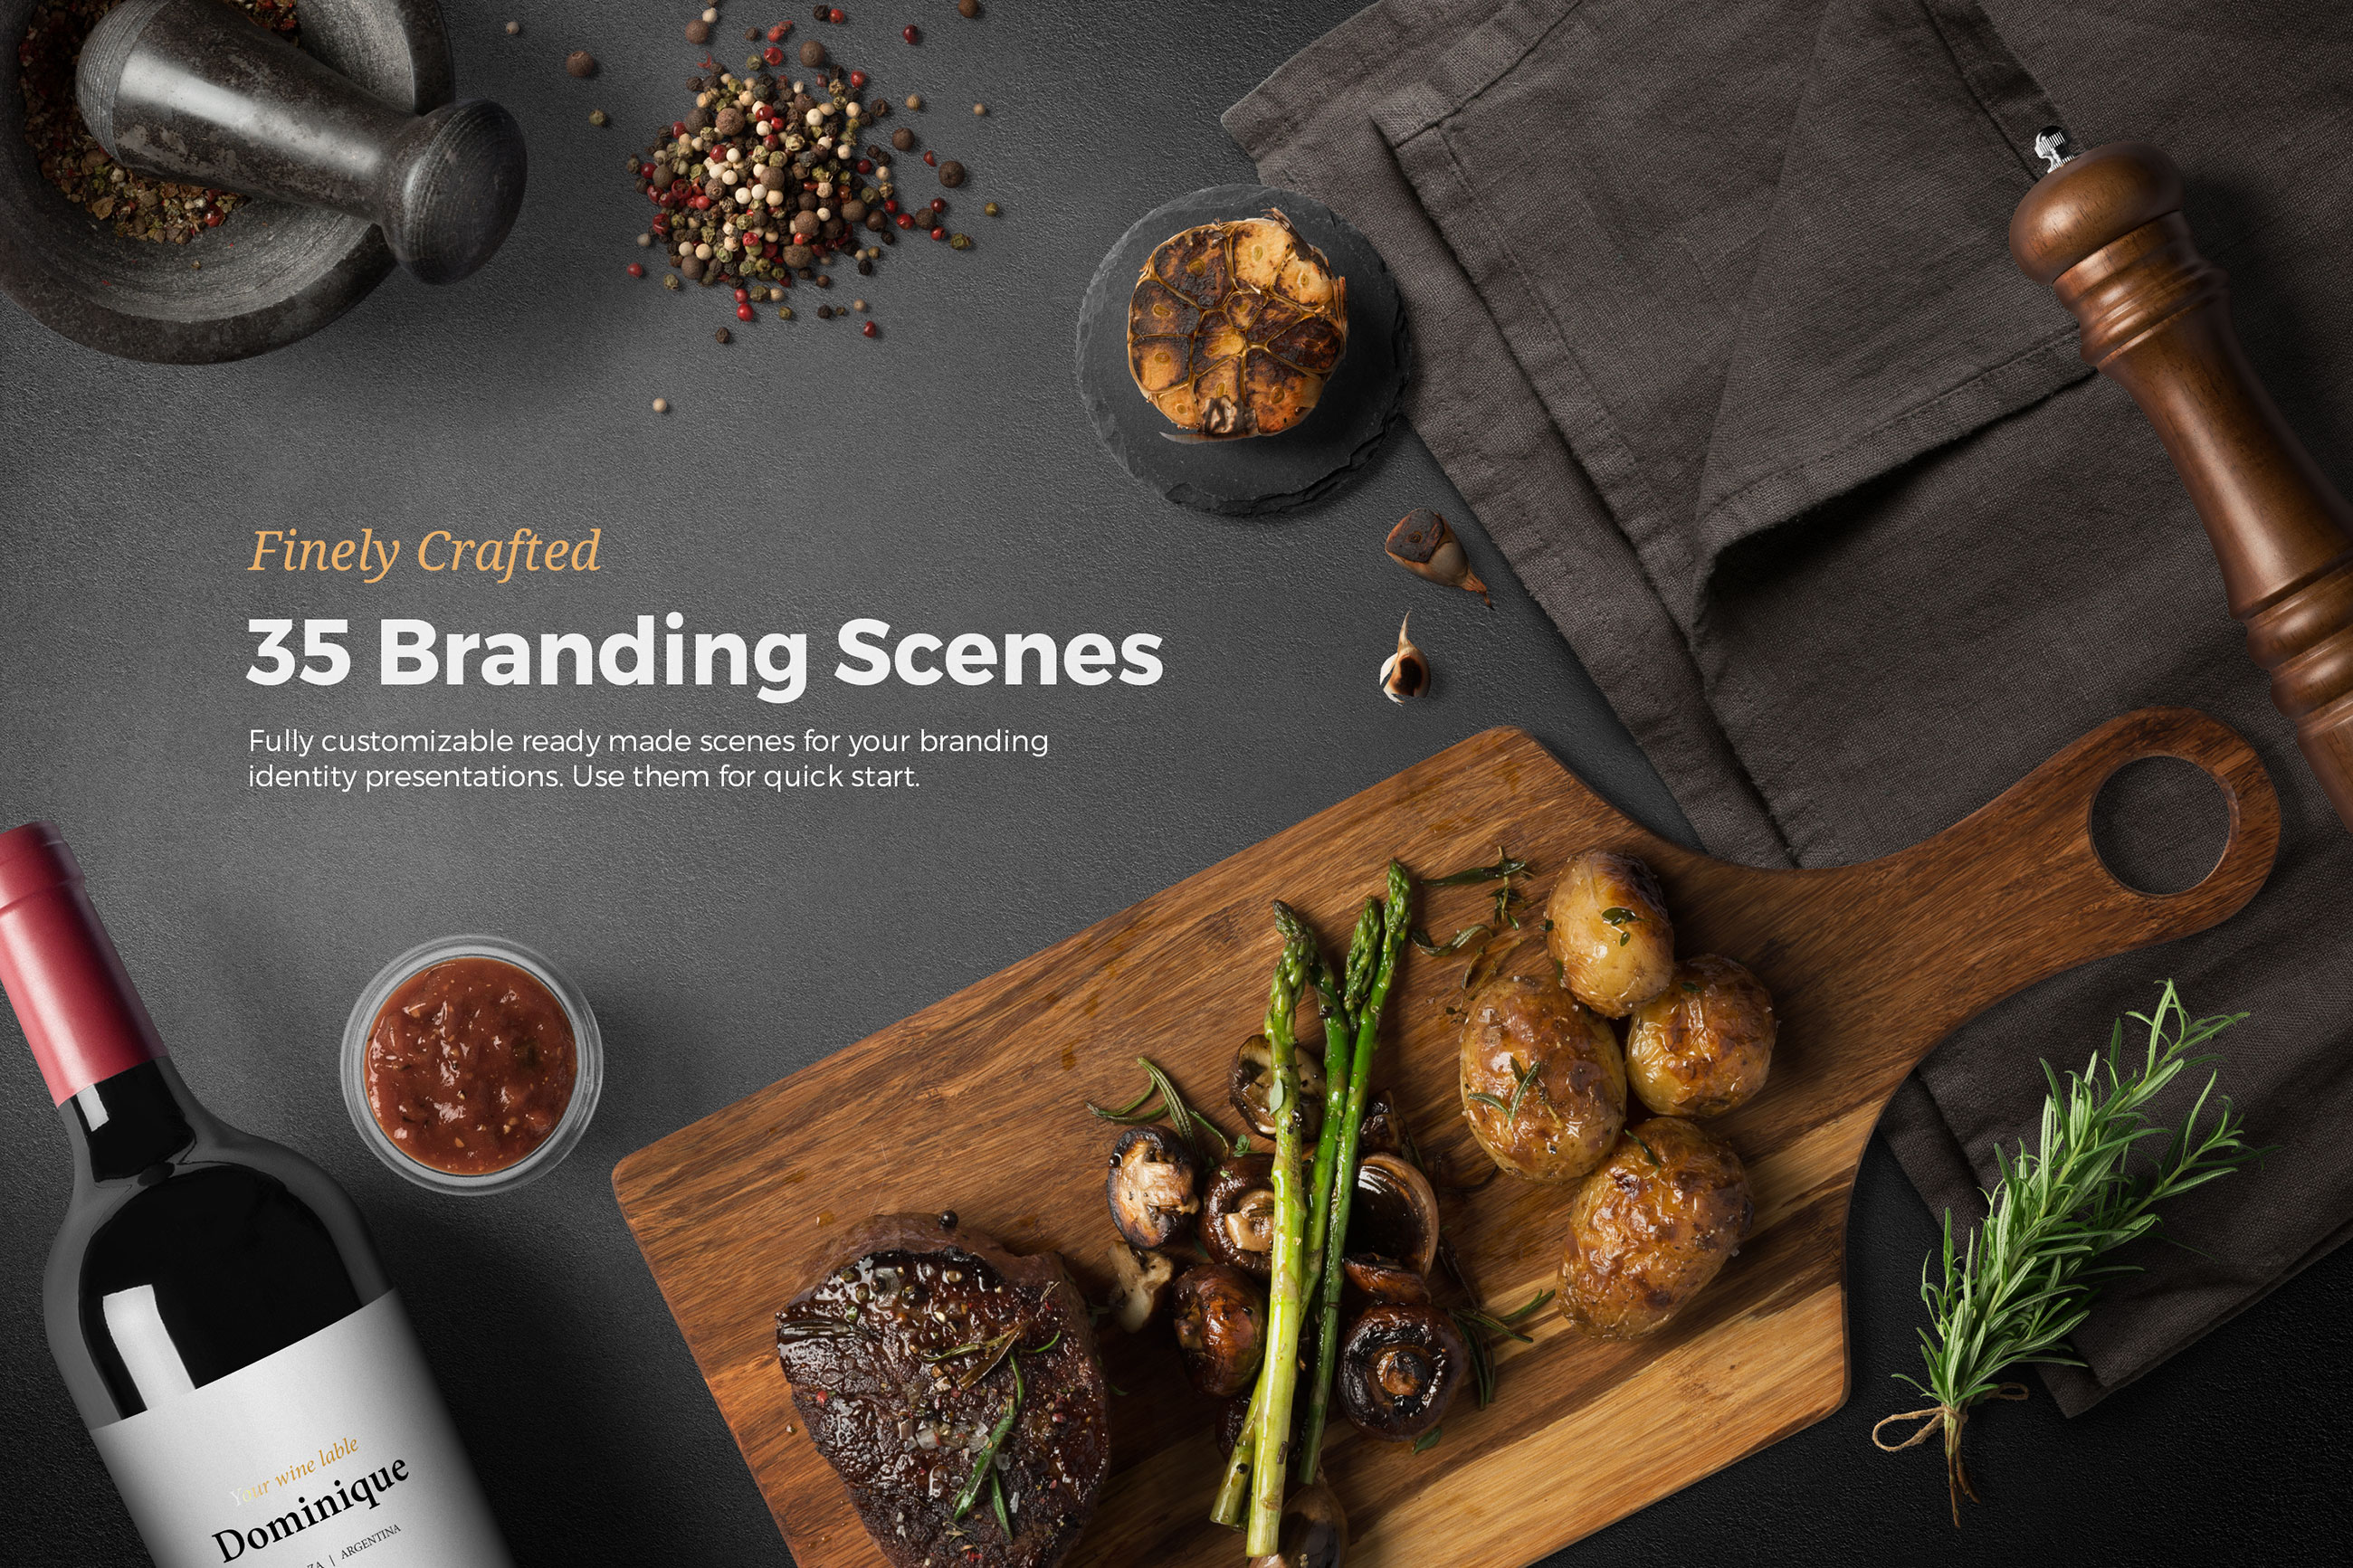 Finely Crafted
35 Branding Scenes
Fully customizable ready made scenes for your branding
identity presentations. Use them for quick start.
Your wine lable
Dominique
ZA | ARGENTINA